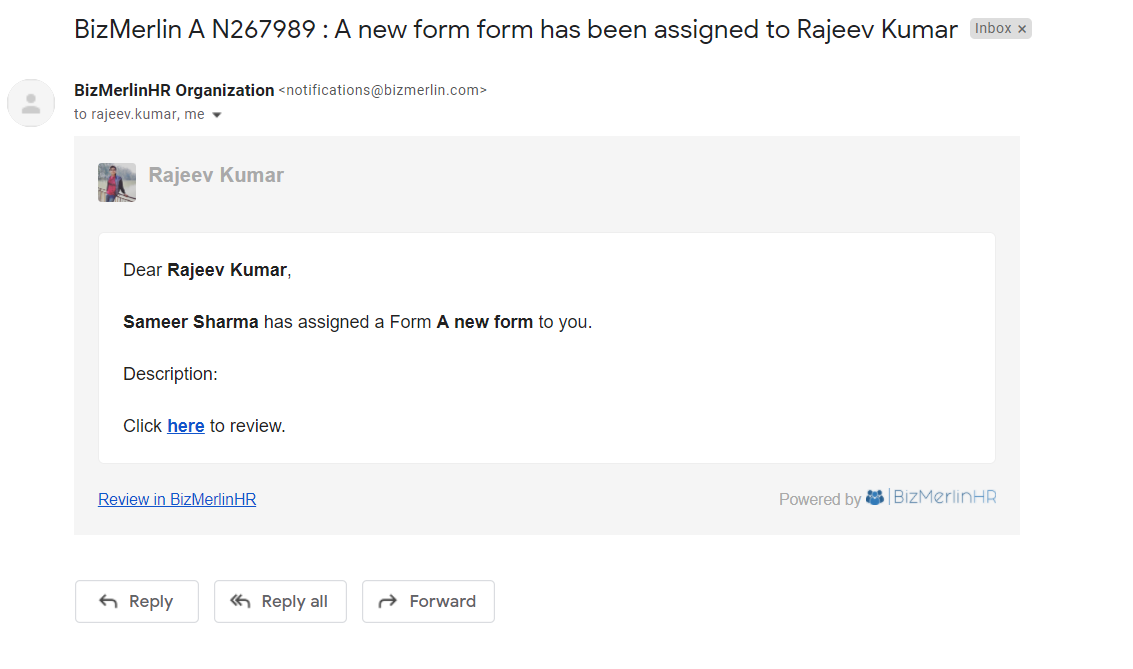 BizMerlin A N267989 : A new form form has been assigned to Rajeev Kumar Inbox x
BizMerlinHR Organization <notifications@bizmerlin.com>
to rajeev.kumar, me
Rajeev Kumar
Dear Rajeev Kumar,
Sameer Sharma has assigned a Form A new form to you.
Description:
Click here to review.
Review in BizMerlinHR Powered by BizMerlinHR
Reply Reply all Forward